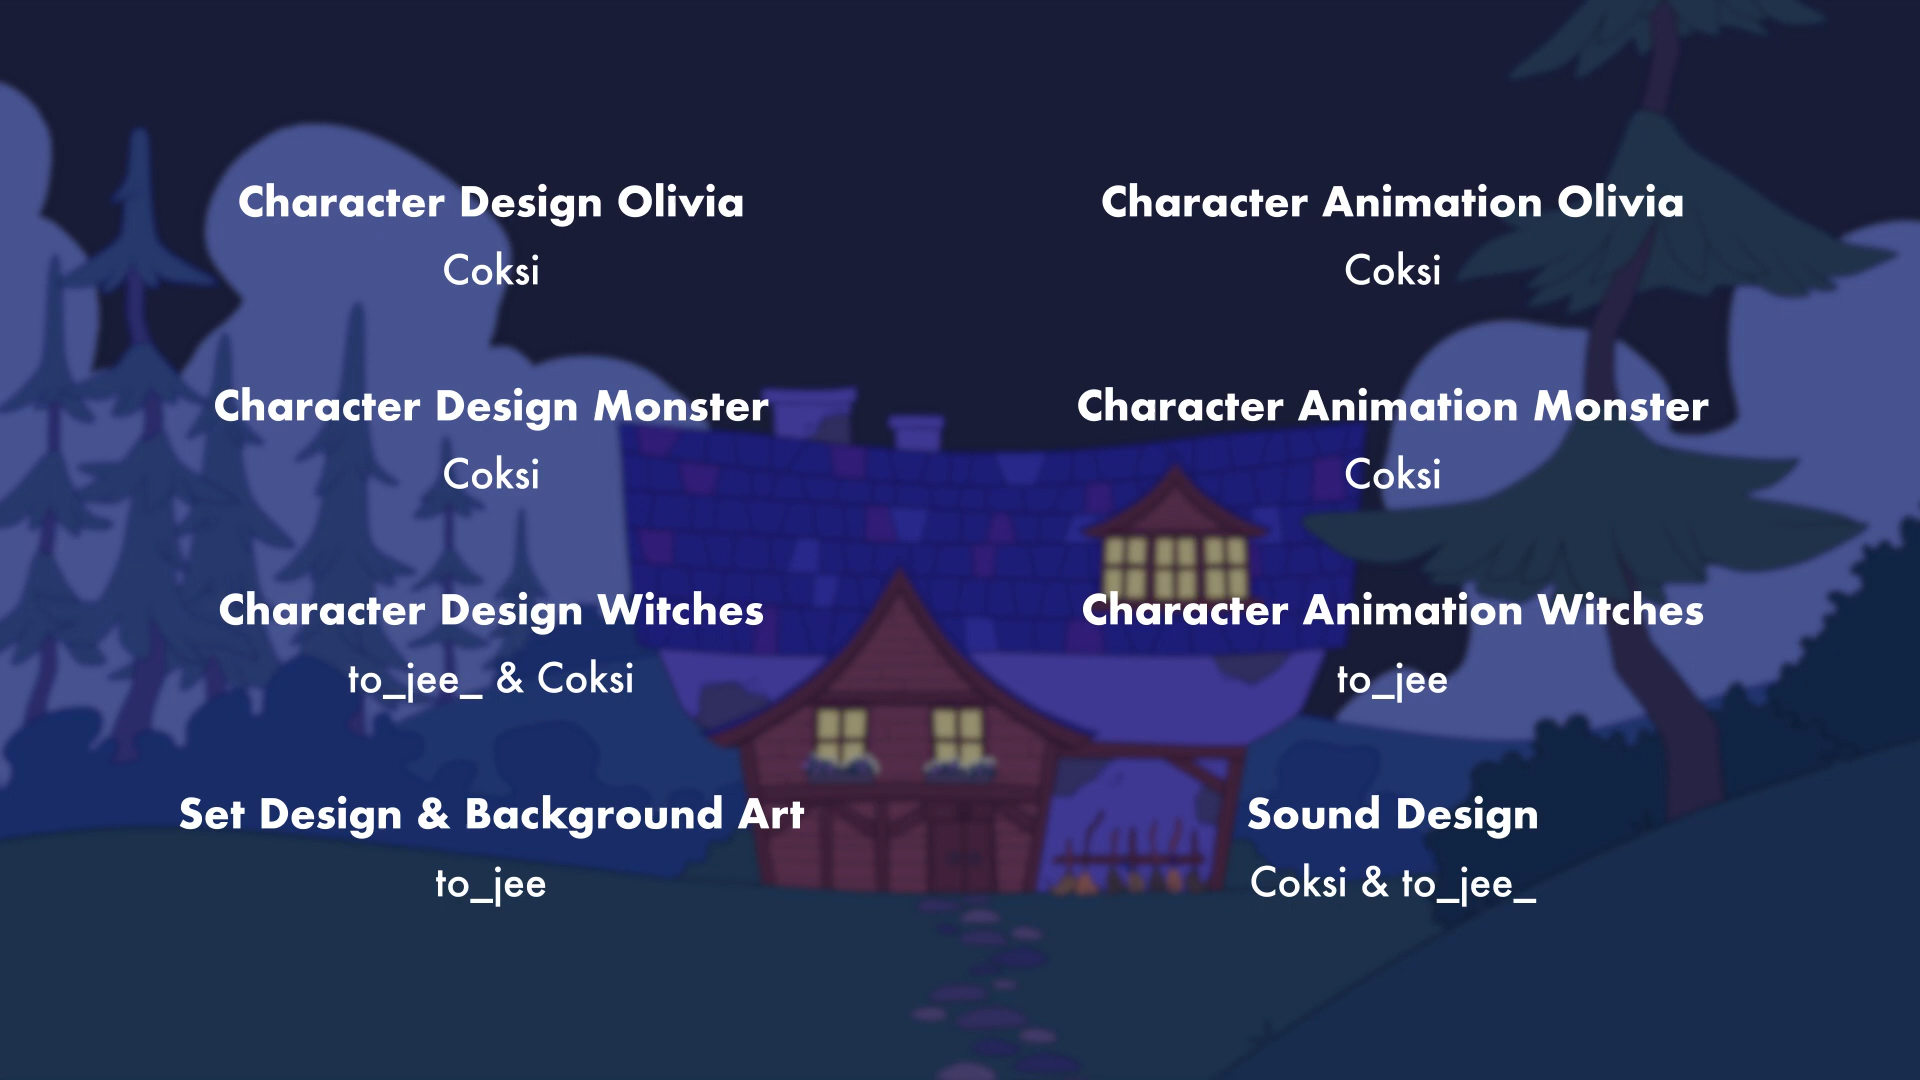 Character Design Olivia
Coksi
Character Animation Olivia
Coksi
Character Design Monster
Coksi
Character Animation Monster
Coksi
Character Design Witches
to_jee_ & Coksi
Character Animation Witches
to_jee
Set Design & Background Art
to_jee
Sound Design
Coksi & to_jee_